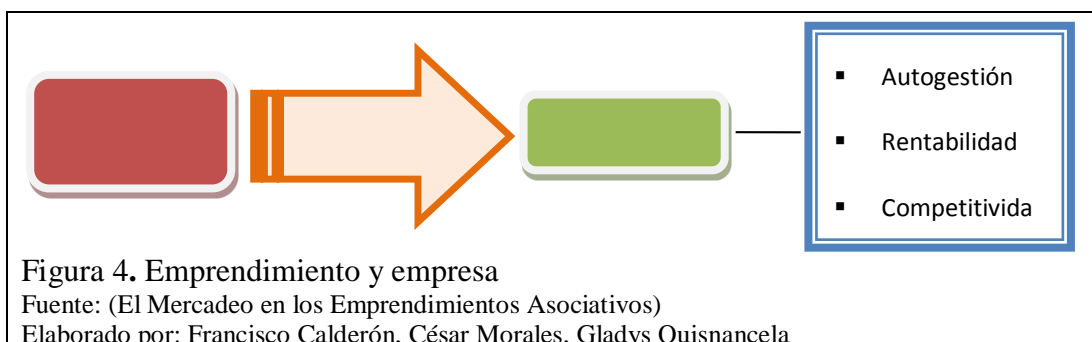 Autogestión
Rentabilidad
Competitivida
Figura 4. Emprendimiento y empresa
Fuente: (El Mercadeo en los Emprendimientos Asociativos)
Elaborado por: Francisco Calderón, César Morales, Gladys Quisnancela